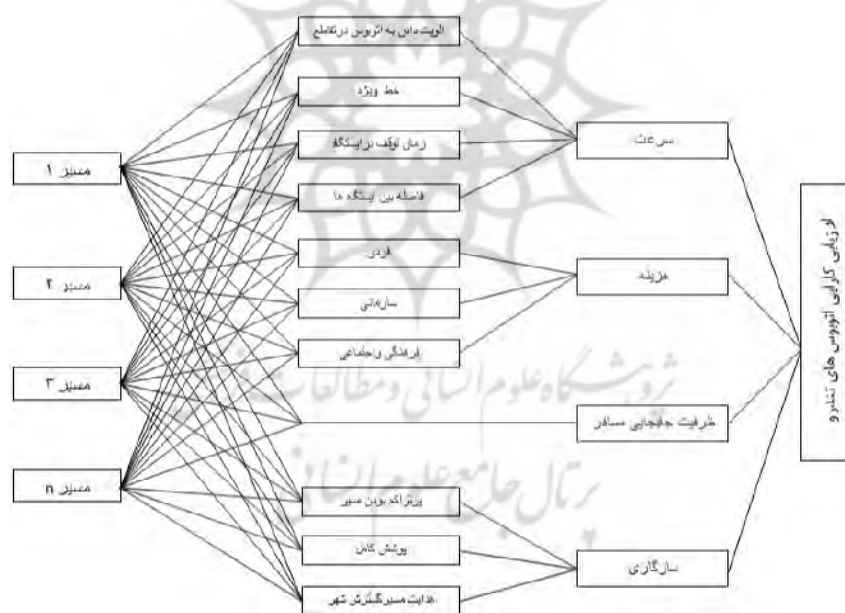 ارزیابی کارایی اتوبوس های تندرو
سرعت
هزینه
ظرفیت جابجایی مسافر
سازگاری
الویت دادن به اتوبوس در تقاطع
خط ویژه
زمان توقف در ایستگاه
فاصله بین ایستگاه ها
فردی
سازمانی
فرهنگی و اجتماعی
پرتراکم بودن مسیر
پوشش کامل
هدایت مسیر گسترش شهر
مسیر ۱
مسیر ۲
مسیر ۳
مسیر n
پژوهشگاه علوم انسانی و مطالعات فرهنگی
پرتال جامع علوم انسانی